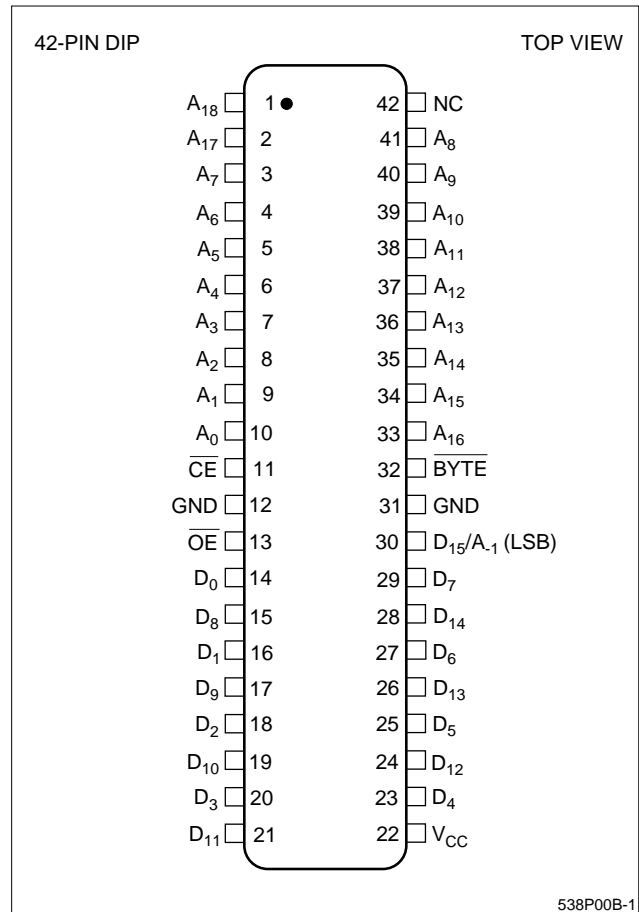 42-PIN DIP TOP VIEW
A18 1 42 NC
A17 2 41 A8
A7 3 40 A9
A6 4 39 A10
A5 5 38 A11
A4 6 37 A12
A3 7 36 A13
A2 8 35 A14
A1 9 34 A15
A0 10 33 A16
CE 11 32 BYTE
GND 12 31 GND
OE 13 30 D15/A-1 (LSB)
D0 14 29 D7
D8 15 28 D14
D1 16 27 D6
D9 17 26 D13
D2 18 25 D5
D10 19 24 D12
D3 20 23 D4
D11 21 22 VCC
538P00B-1